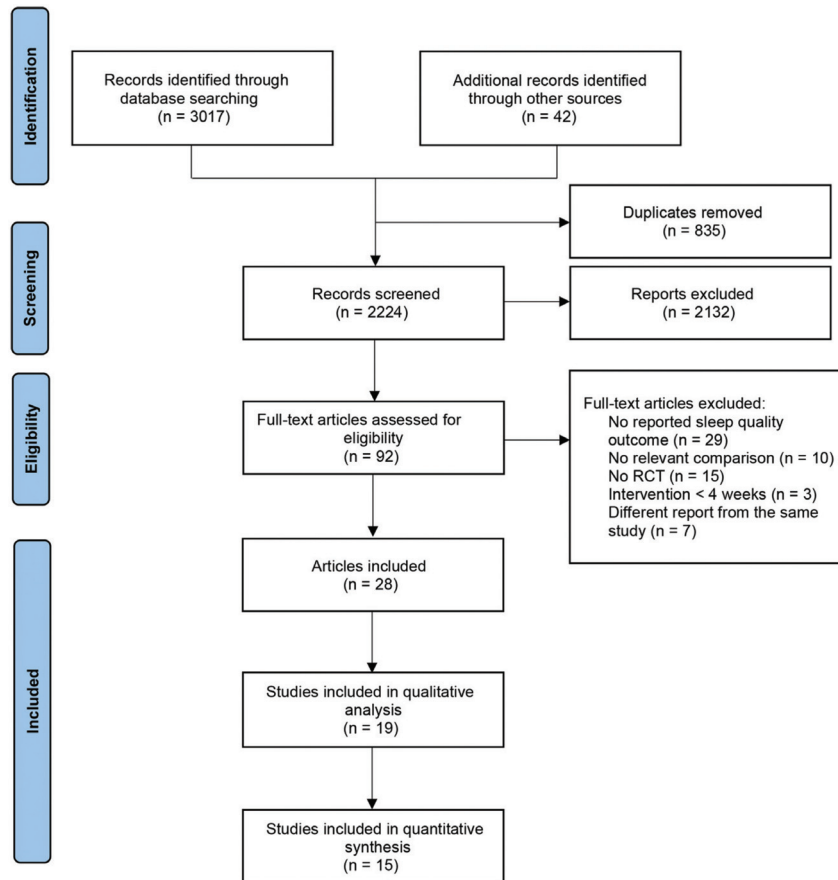 Identification
Records identified through
database searching
(n = 3017)
Additional records identified
through other sources
(n = 42)
Duplicates removed
(n = 835)
Screening
Records screened
(n = 2224)
Reports excluded
(n = 2132)
Eligibility
Full-text articles assessed for
eligibility
(n = 92)
Full-text articles excluded:
No reported sleep quality
outcome (n = 29)
No relevant comparison (n = 10)
No RCT (n = 15)
Intervention < 4 weeks (n = 3)
Different report from the same
study (n = 7)
Included
Articles included
(n = 28)
Studies included in qualitative
analysis
(n = 19)
Studies included in quantitative
synthesis
(n = 15)